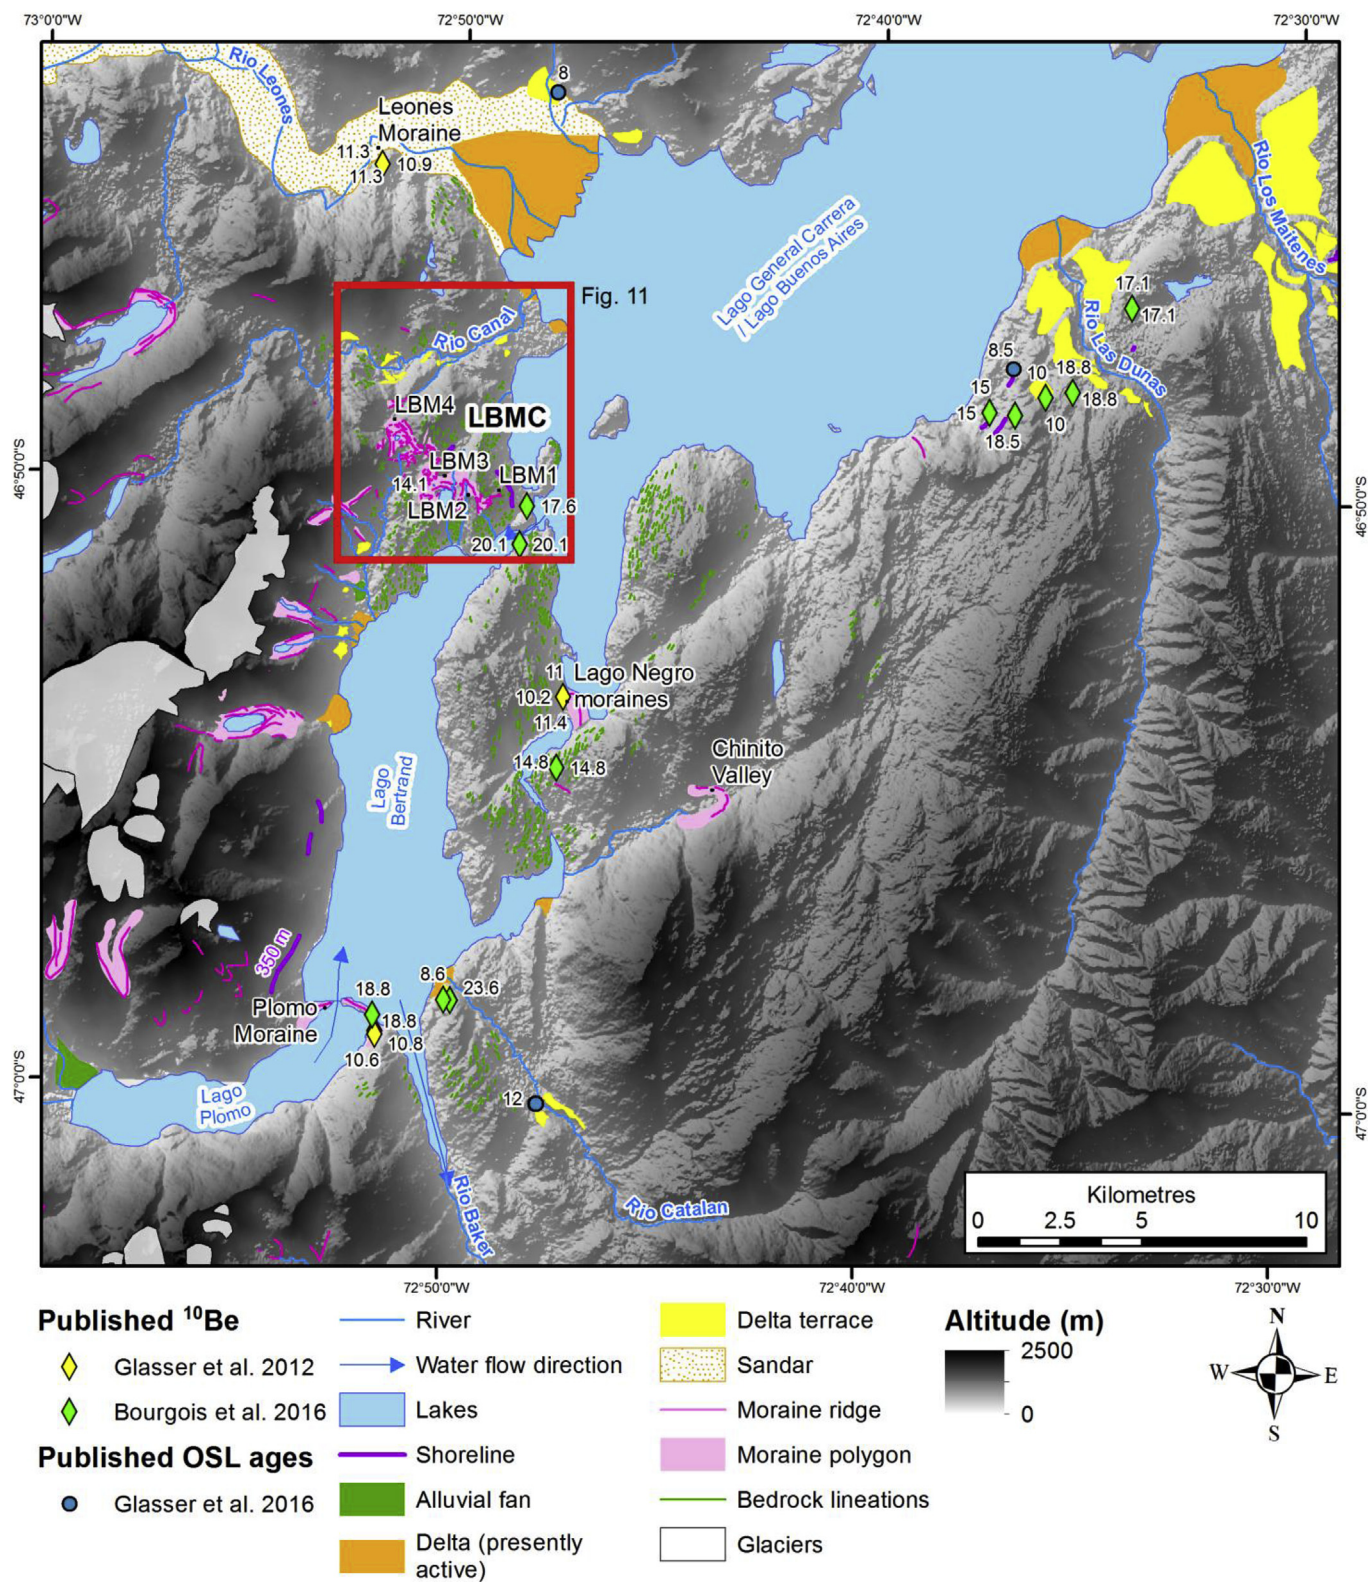 73°0'0"W
72°50'0"W
72°40'0"W
72°30'0"W
Rio Leones
8
Leones
Moraine
11.3
10.9
11.3
Rio Los Maitenes
Lago General Carrera
/ Lago Buenos Aires
17.1
17.1
Fig. 11
Rio Canal
Rio Las Dunas
8.5
10
18.8
15
18.8
15
10
18.5
LBM4
LBMC
46°50'0"S
46°50'0"S
LBM3
LBM1
14.1
LBM2
17.6
20.1
20.1
11
Lago Negro
moraines
10.2
11.4
Chinito
Valley
14.8
14.8
Lago
Bertrand
350 m
8.6
23.6
18.8
Plomo
Moraine
18.8
10.8
10.6
47°0'0"S
47°0'0"S
Lago
Plomo
12
Rio Baker
Rio Catalan
Kilometres
0 2.5 5 10
72°50'0"W
72°40'0"W
72°30'0"W
Published ¹⁰Be
Glasser et al. 2012
Bourgois et al. 2016
Published OSL ages
Glasser et al. 2016
River
Water flow direction
Lakes
Shoreline
Alluvial fan
Delta (presently
active)
Delta terrace
Sandar
Moraine ridge
Moraine polygon
Bedrock lineations
Glaciers
Altitude (m)
2500
0
N
W E
S